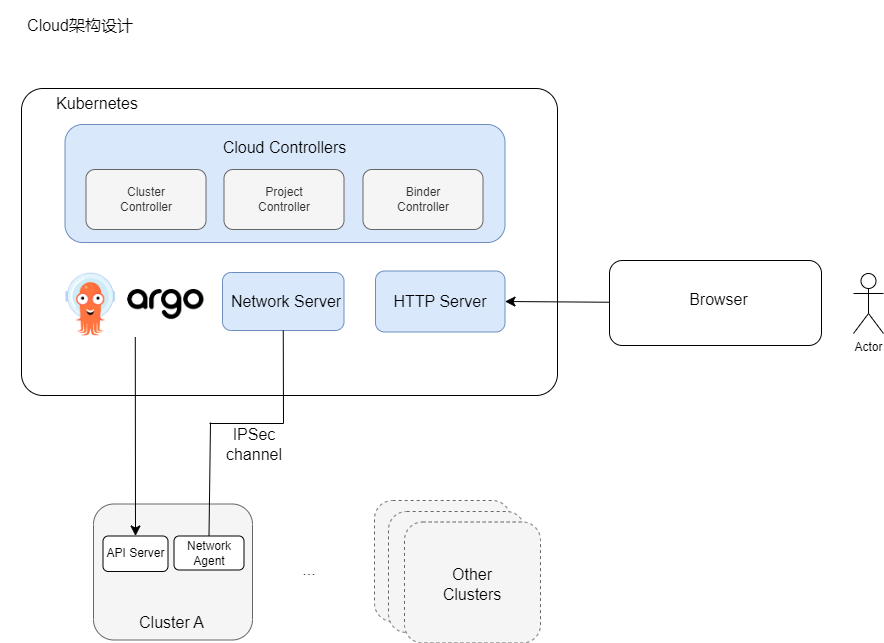 Cloud架构设计
Kubernetes
Cloud Controllers
Cluster
Controller
Project
Controller
Binder
Controller
argo
Network Server
HTTP Server
Browser
Actor
IPSec
channel
API Server
Network
Agent
Cluster A
...
Other
Clusters